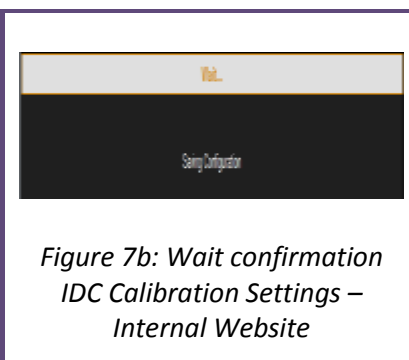 Wait...
Saving Configuration
Figure 7b: Wait confirmation
IDC Calibration Settings –
Internal Website